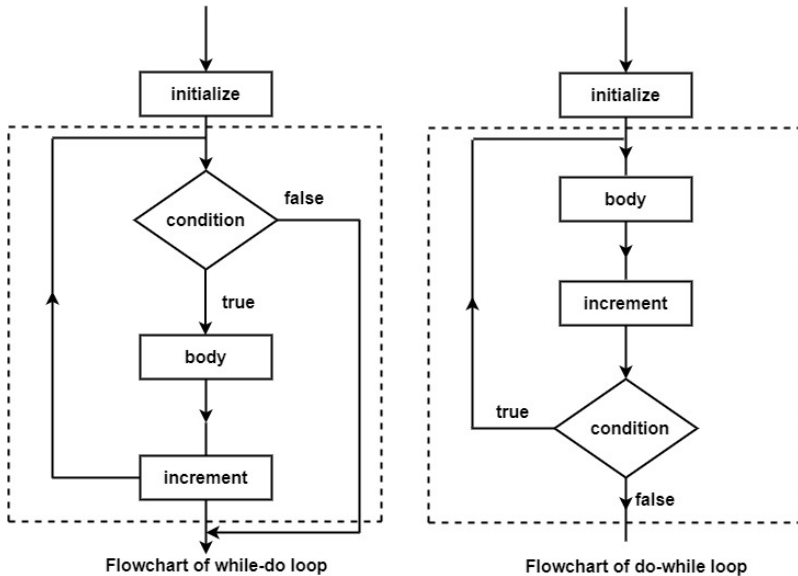 initialize
condition
false
true
body
increment
Flowchart of while-do loop
initialize
body
increment
true
condition
false
Flowchart of do-while loop